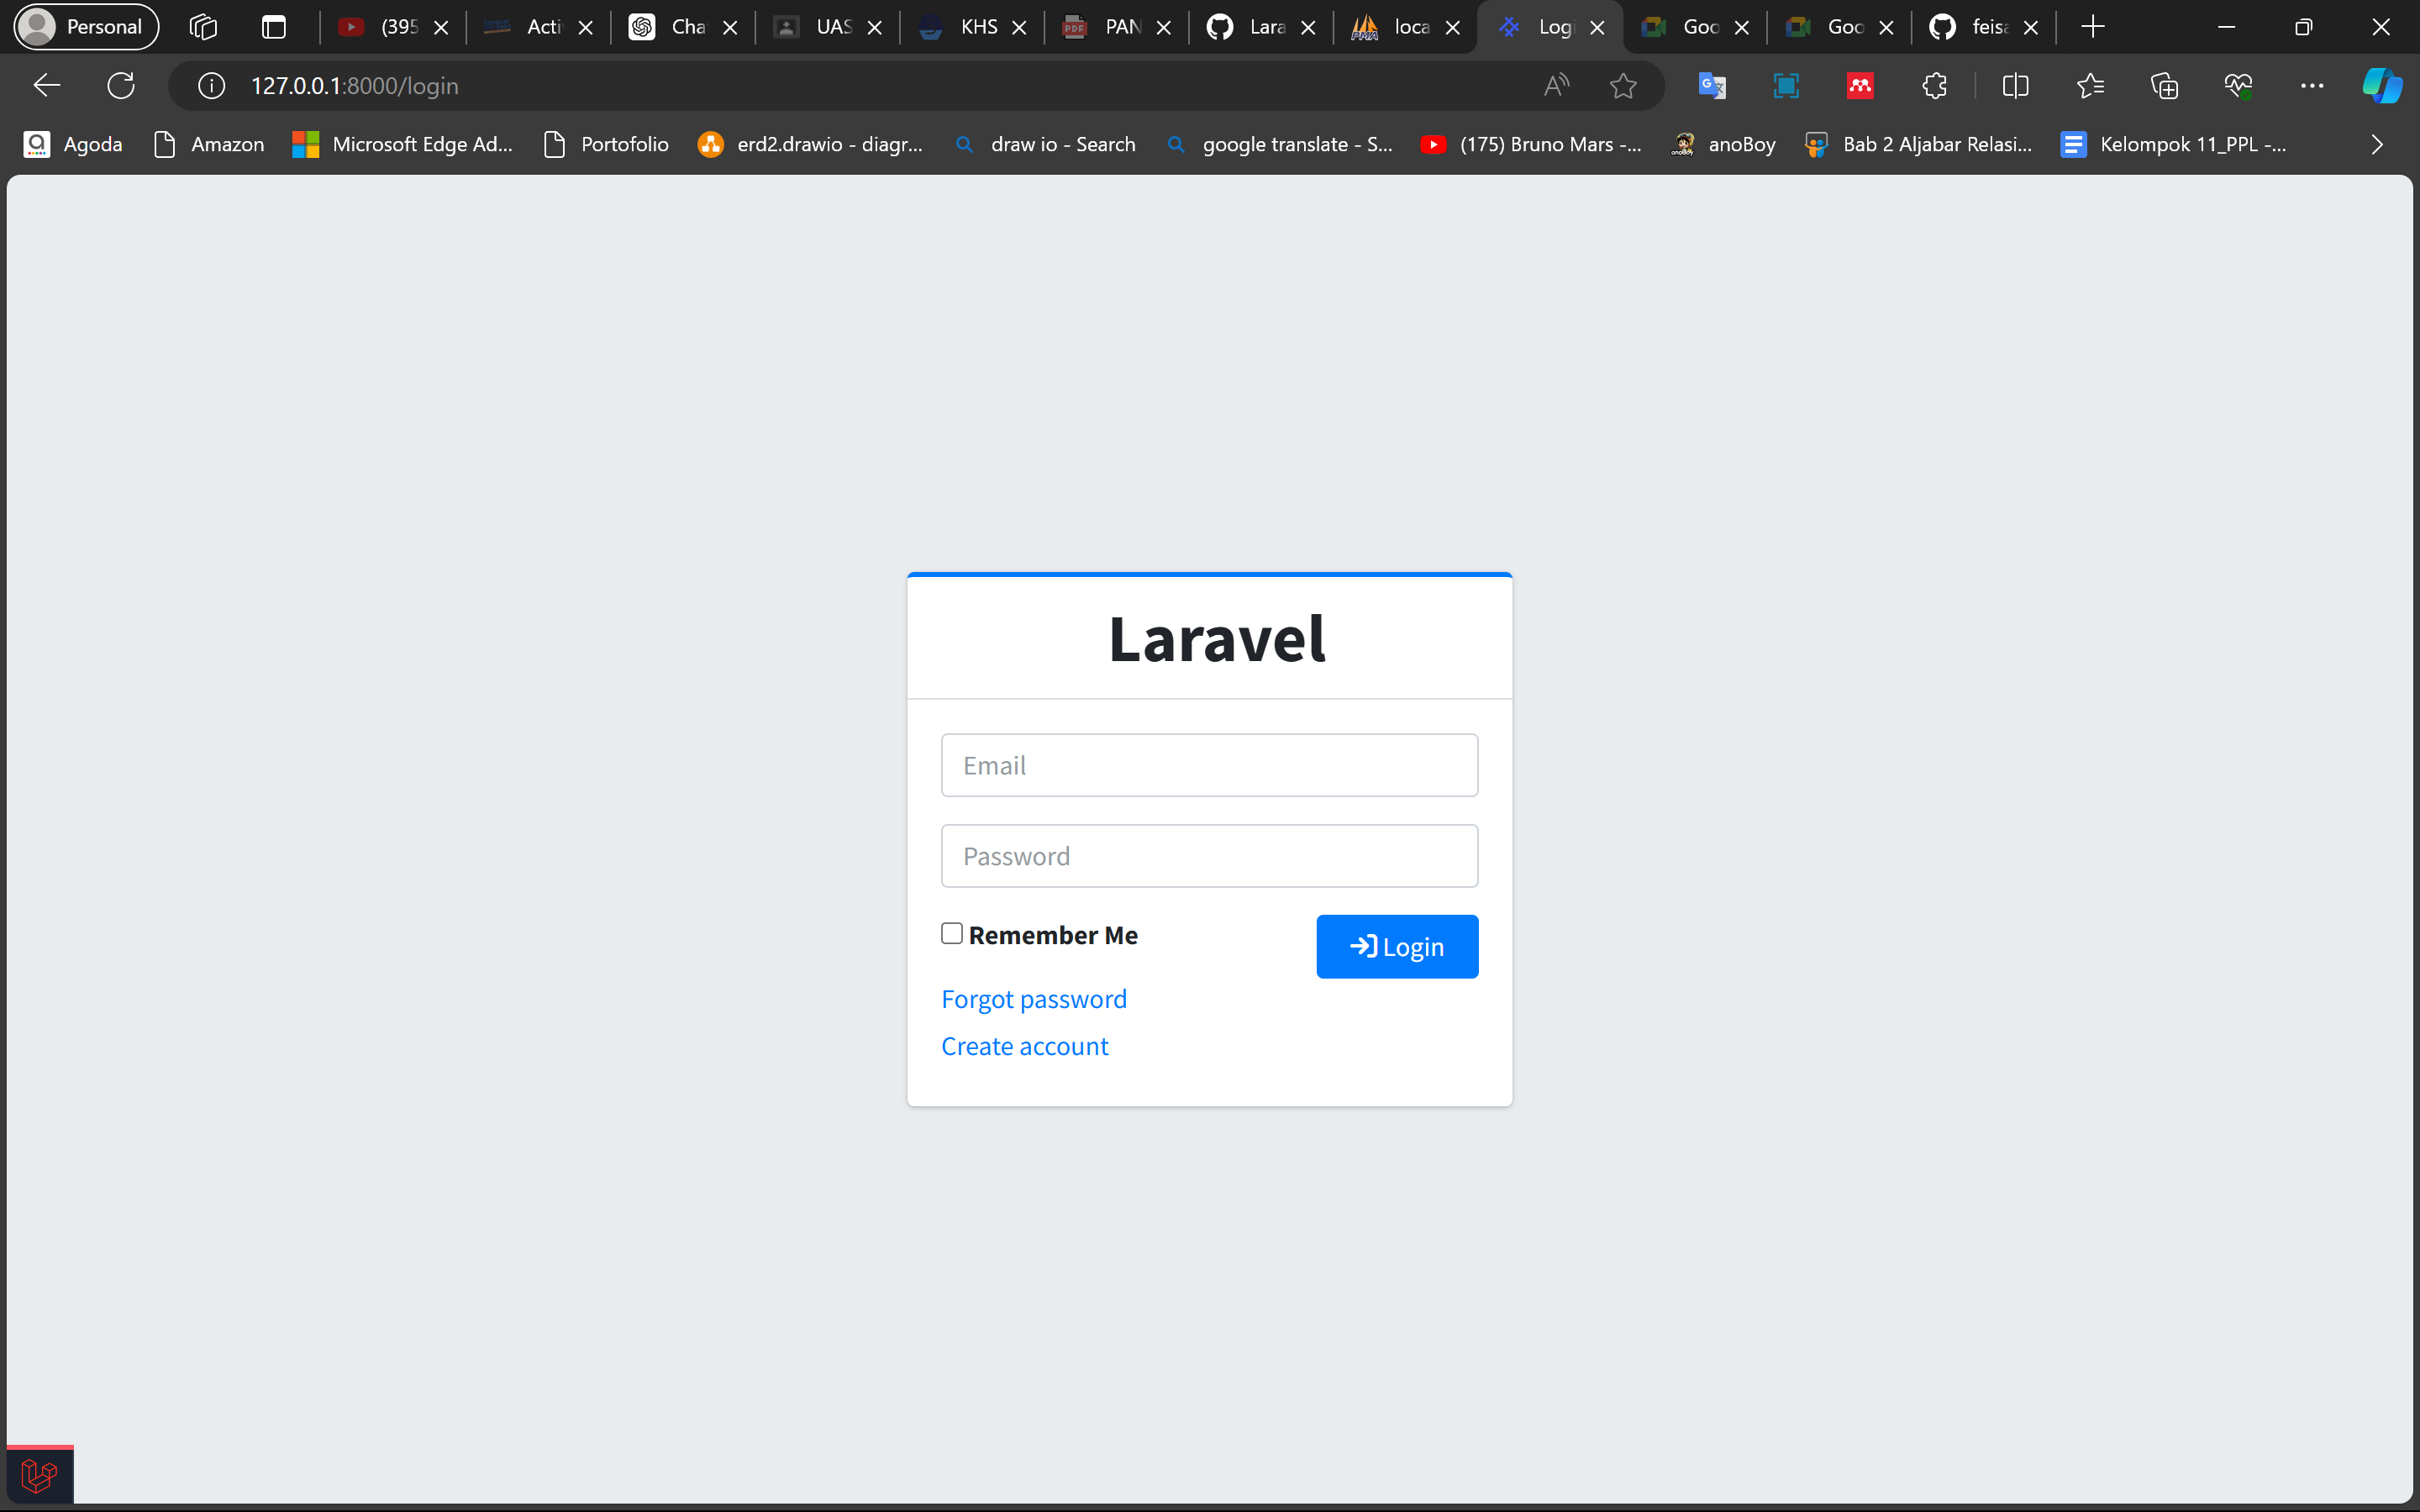 Personal (395 Acti Cha UAS KHS PAN Lara loca Logi Goo Goo feisa
127.0.0.1:8000/login
Agoda Amazon Microsoft Edge Ad... Portofolio erd2.drawio - diagr... draw io - Search google translate - S... (175) Bruno Mars -... anoBoy Bab 2 Aljabar Relasi... Kelompok 11_PPL -...
Laravel
Email
Password
Remember Me
Login
Forgot password
Create account